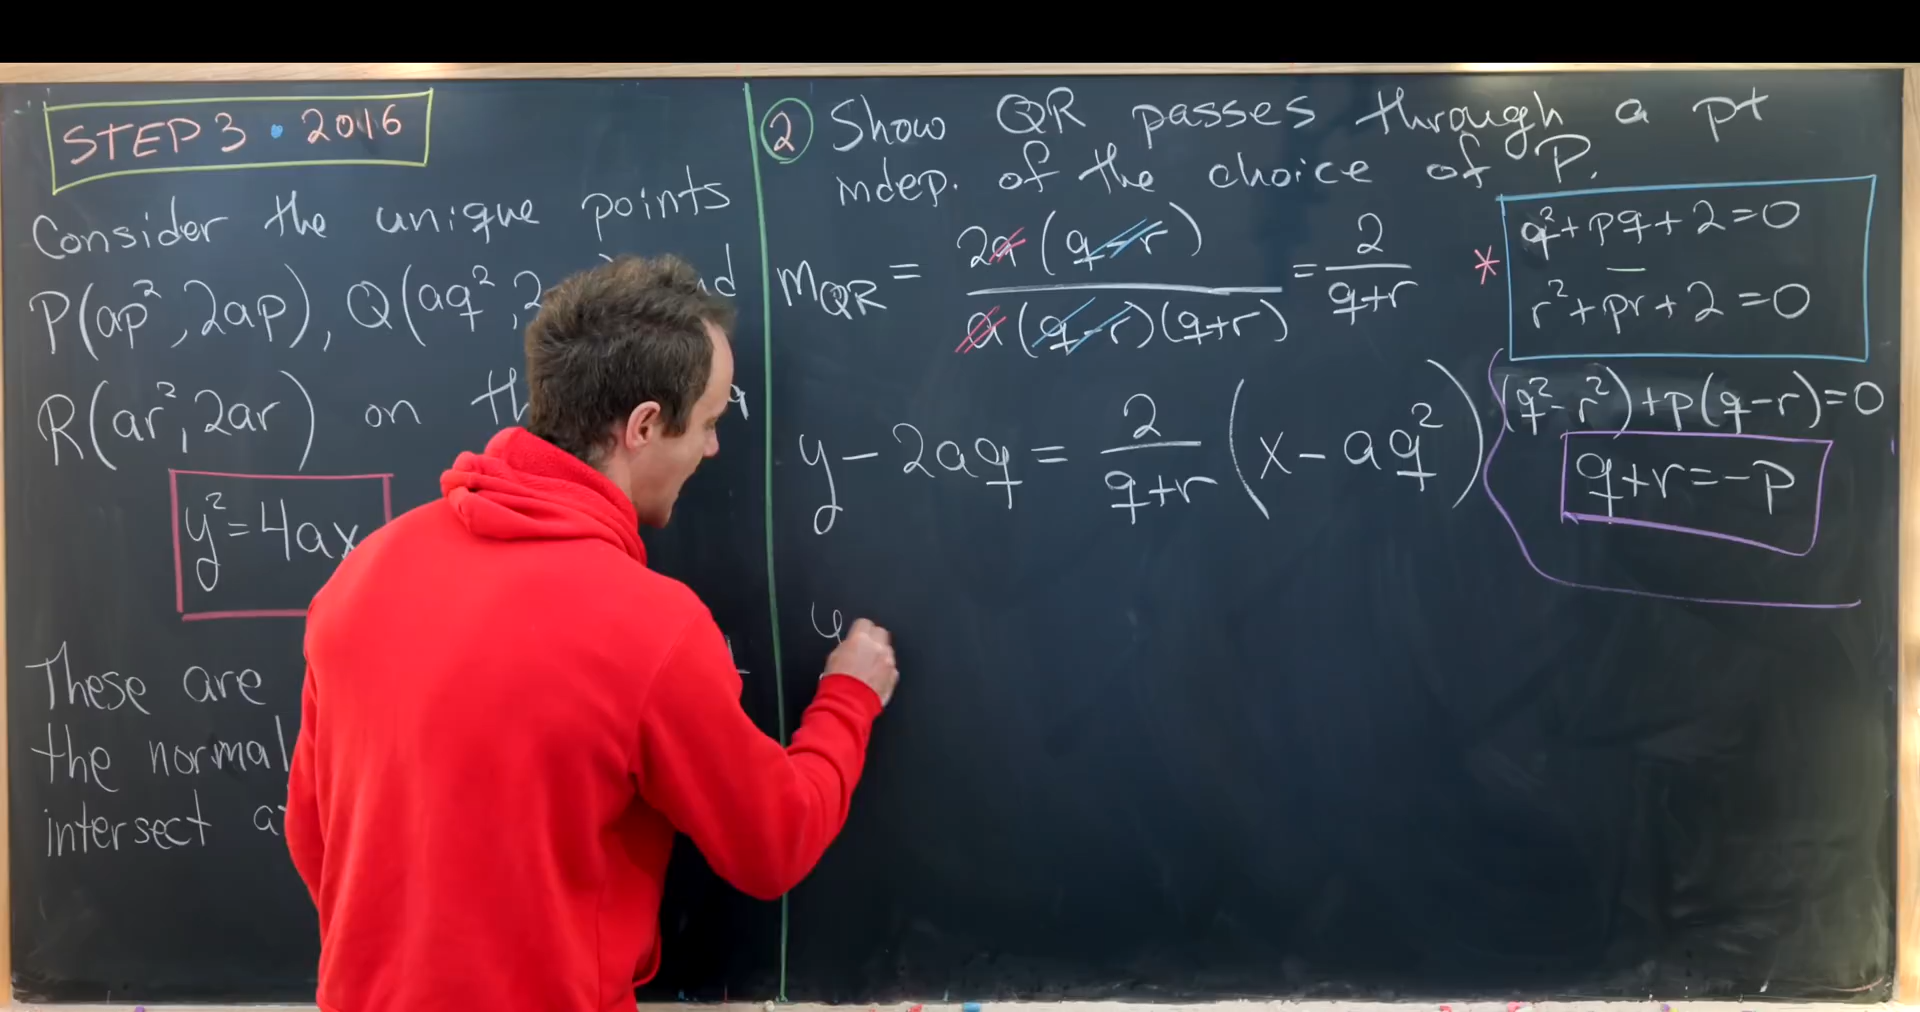 STEP 3 • 2016
Consider the unique points
P(ap², 2ap), Q(aq², 2
R(ar², 2ar) on
y² = 4ax
These are
the normal
intersect
② Show QR passes through a pt
indep. of the choice of P.
m_QR = 2a(q-r) / a(q-r)(q+r) = 2/(q+r)
* q²+pq+2=0
−
r²+pr+2=0
(q²-r²)+p(q-r)=0
q+r=-p
y - 2aq = 2/(q+r) (x - aq²)
y